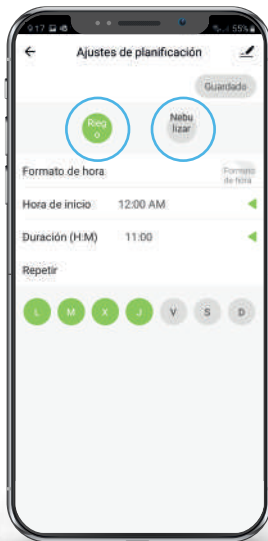 9:17
55%
Ajustes de planificación
Guardado
Rieg
o
Nebu
lizar
Formato de hora
Formato
de hora
Hora de inicio 12:00 AM
Duración (H:M) 11:00
Repetir
L M X J V S D